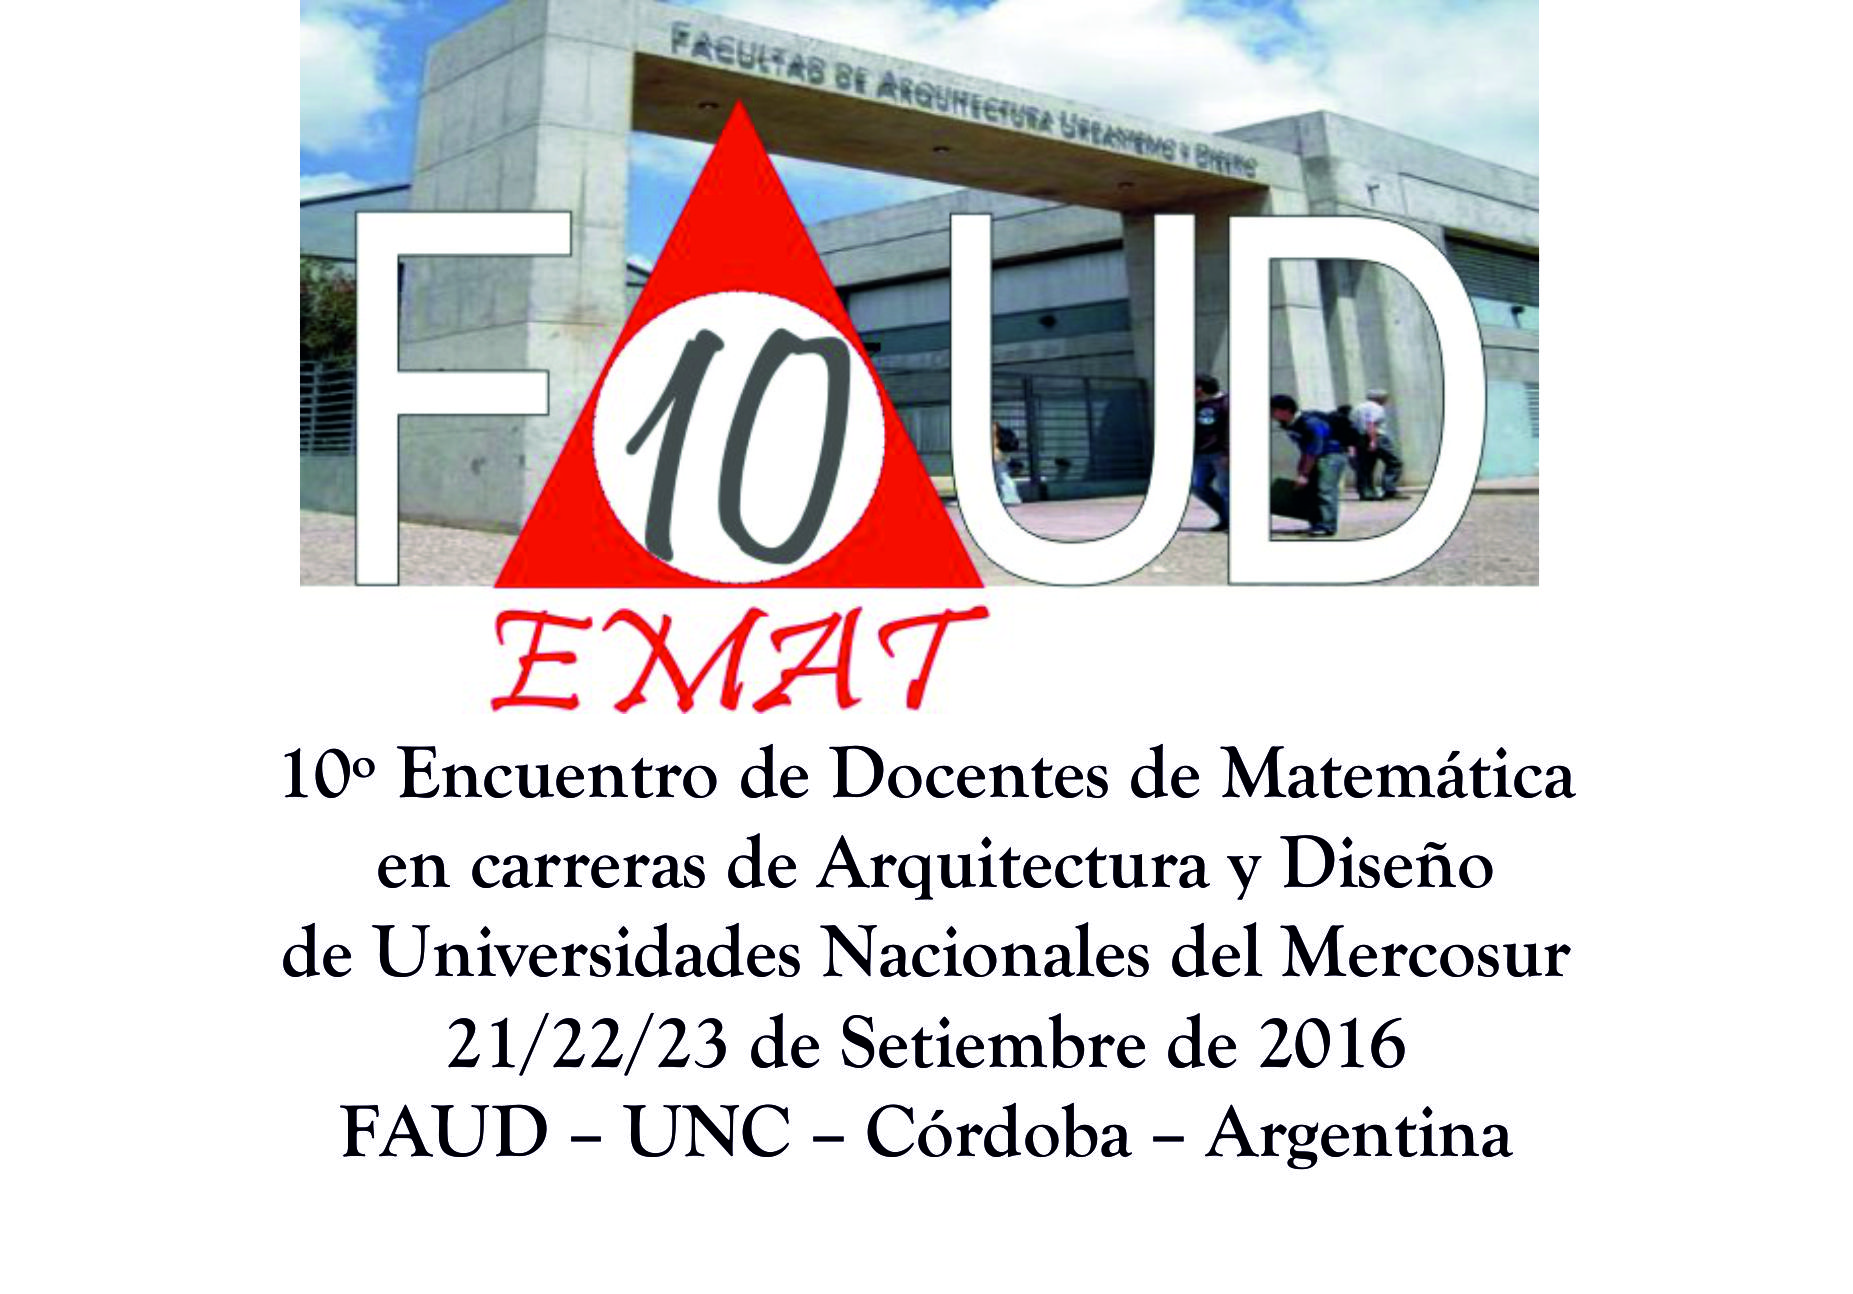 FACULTAD DE ARQUITECTURA URBANISMO Y DISEÑO
FAUD
10
EMAT
10º Encuentro de Docentes de Matemática
en carreras de Arquitectura y Diseño
de Universidades Nacionales del Mercosur
21/22/23 de Setiembre de 2016
FAUD – UNC – Córdoba – Argentina